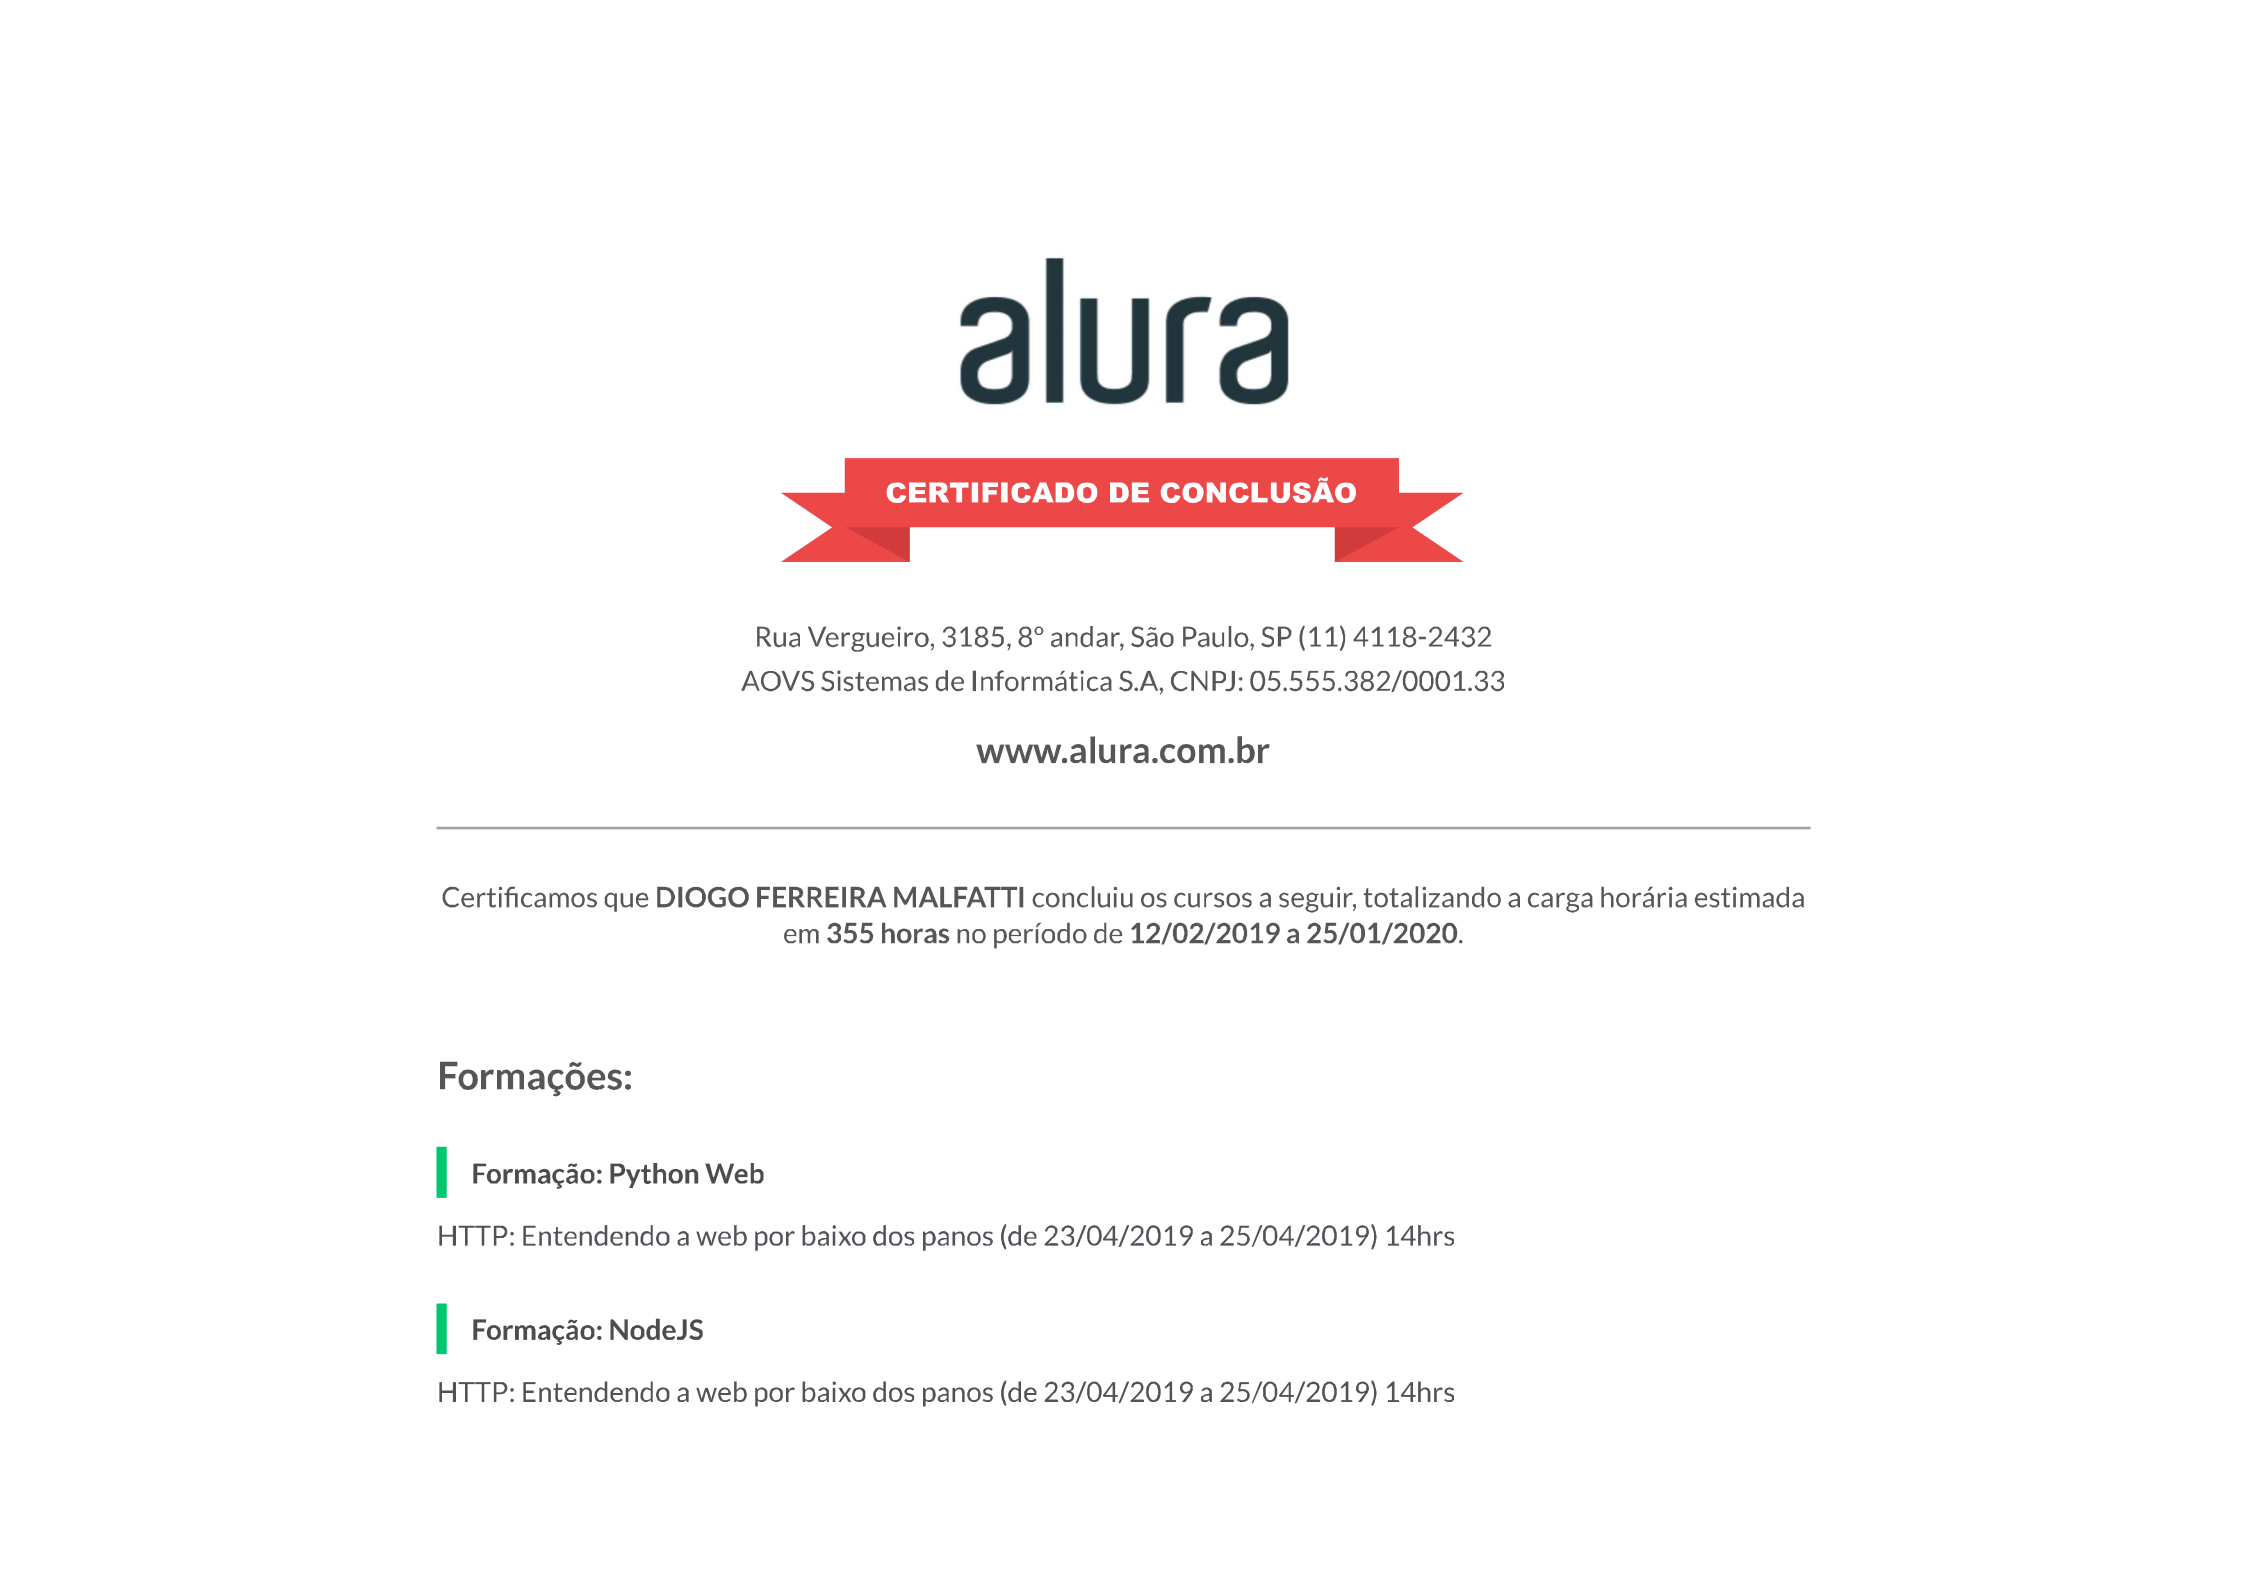 alura
CERTIFICADO DE CONCLUSÃO
Rua Vergueiro, 3185, 8º andar, São Paulo, SP (11) 4118-2432
AOVS Sistemas de Informática S.A, CNPJ: 05.555.382/0001.33
www.alura.com.br
Certificamos que DIOGO FERREIRA MALFATTI concluiu os cursos a seguir, totalizando a carga horária estimada
em 355 horas no período de 12/02/2019 a 25/01/2020.
Formações:
Formação: Python Web
HTTP: Entendendo a web por baixo dos panos (de 23/04/2019 a 25/04/2019) 14hrs
Formação: NodeJS
HTTP: Entendendo a web por baixo dos panos (de 23/04/2019 a 25/04/2019) 14hrs